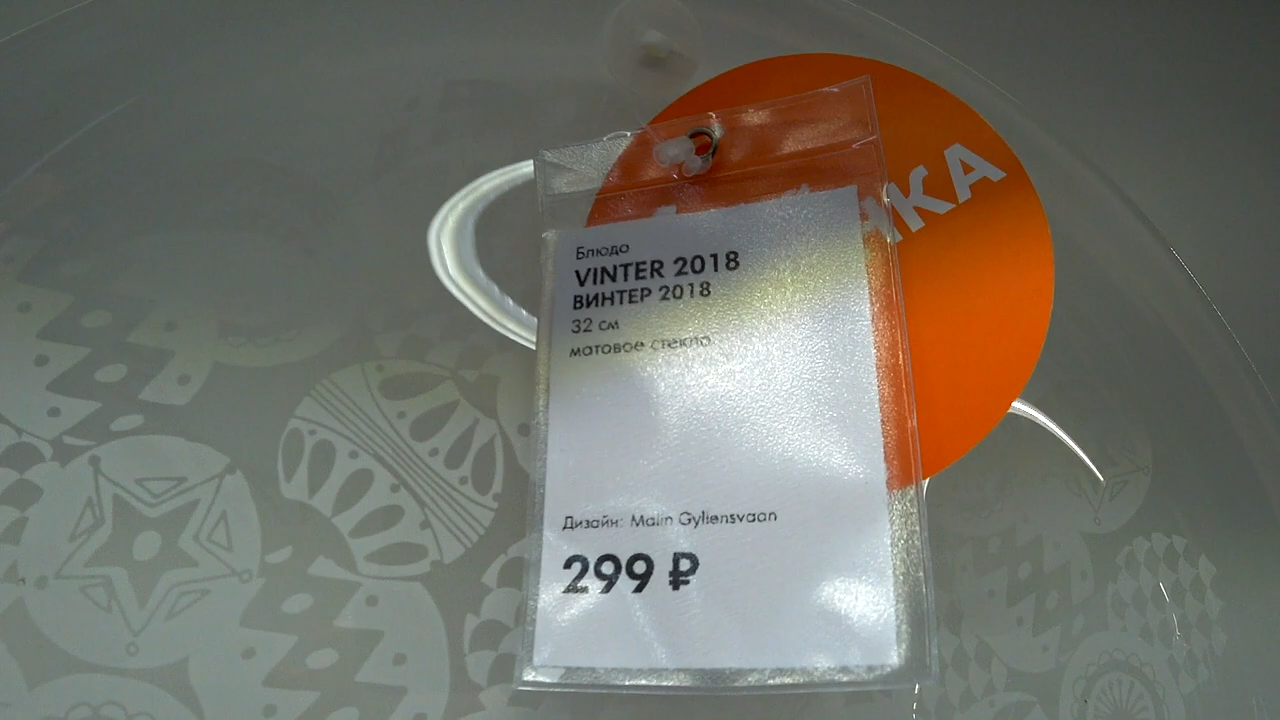 Блюдо
VINTER 2018
ВИНТЕР 2018
32 см
матовое стекло
Дизайн: Malin Gyllensvaan
299 ₽